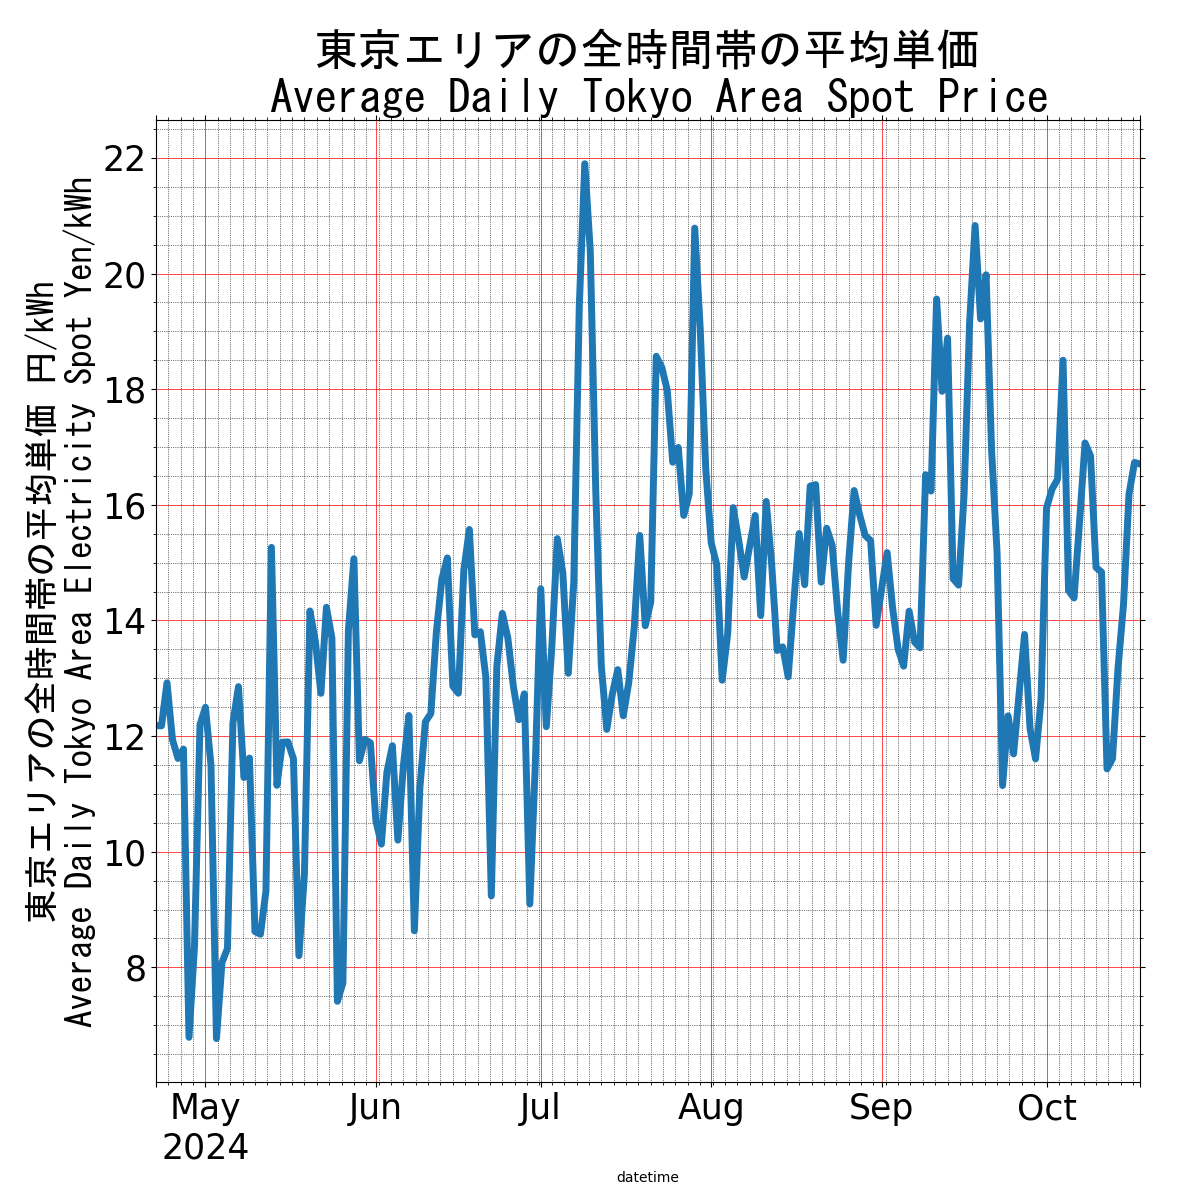 東京エリアの全時間帯の平均単価
Average Daily Tokyo Area Spot Price
東京エリアの全時間帯の平均単価 円/kWh
Average Daily Tokyo Area Electricity Spot Yen/kWh
22
20
18
16
14
12
10
8
May
2024
Jun
Jul
Aug
Sep
Oct
datetime